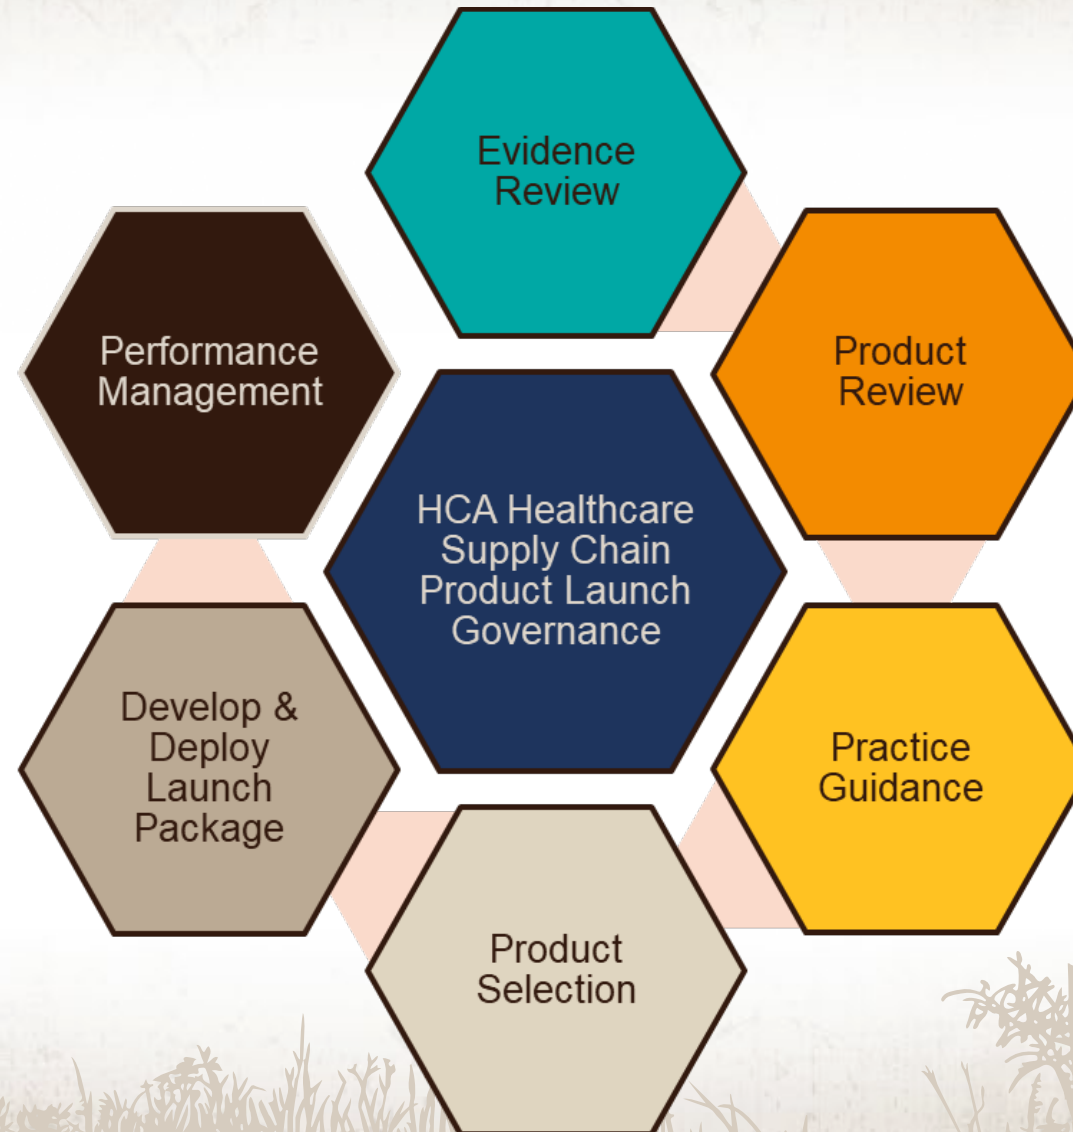 Evidence
Review
Product
Review
Practice
Guidance
Product
Selection
Develop &
Deploy
Launch
Package
Performance
Management
HCA Healthcare
Supply Chain
Product Launch
Governance